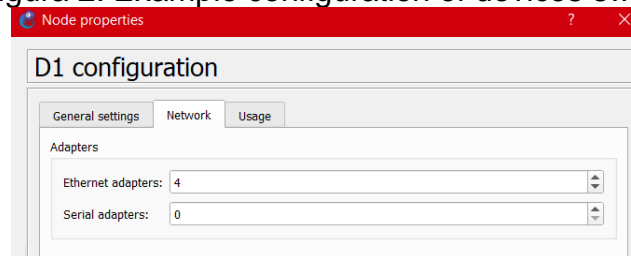 Node properties ?
D1 configuration
General settings Network Usage
Adapters
Ethernet adapters: 4
Serial adapters: 0